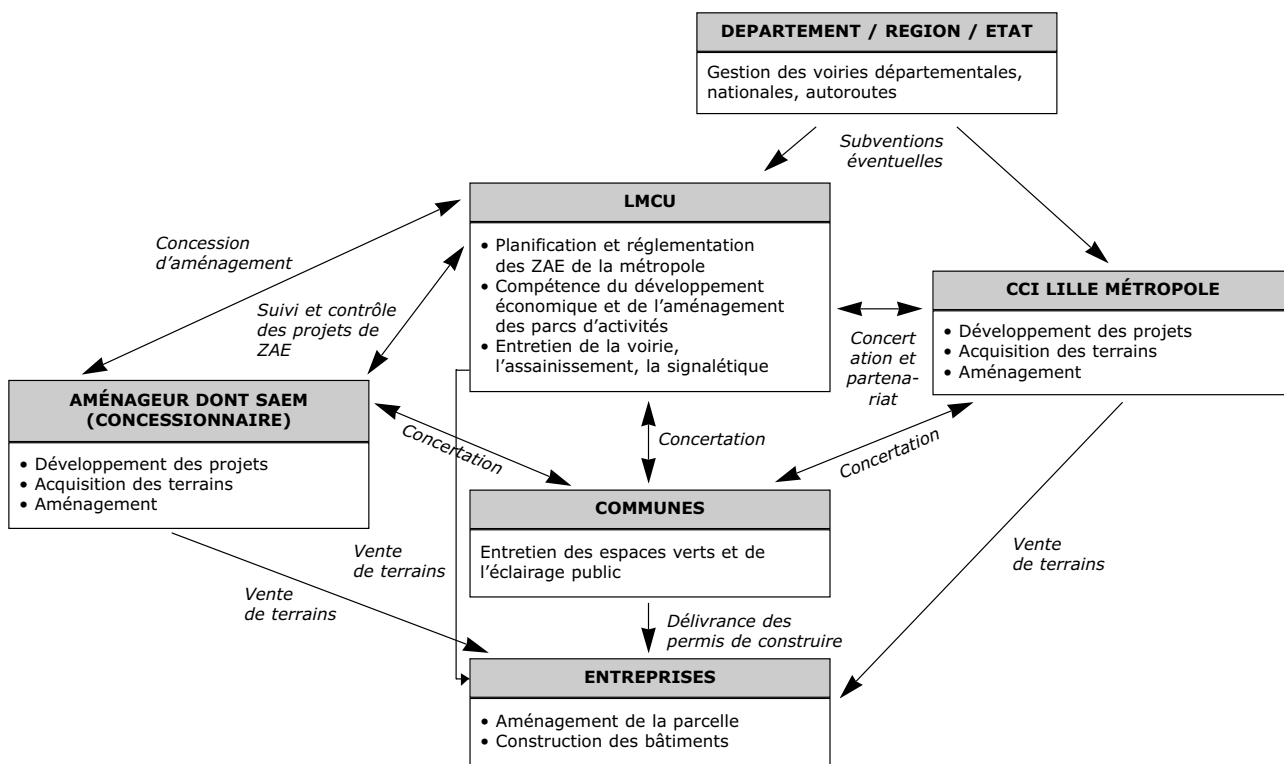 DEPARTEMENT / REGION / ETAT
Gestion des voiries départementales,
nationales, autoroutes
Subventions
éventuelles
LMCU
• Planification et réglementation
des ZAE de la métropole
• Compétence du développement
économique et de l'aménagement
des parcs d'activités
• Entretien de la voirie,
l'assainissement, la signalétique
Concession
d'aménagement
Suivi et contrôle
des projets de
ZAE
CCI LILLE MÉTROPOLE
• Développement des projets
• Acquisition des terrains
• Aménagement
Concert
ation et
partena-
riat
AMÉNAGEUR DONT SAEM
(CONCESSIONNAIRE)
• Développement des projets
• Acquisition des terrains
• Aménagement
Concertation
Concertation
Concertation
COMMUNES
Entretien des espaces verts et de
l'éclairage public
Vente
de terrains
Vente
de terrains
Vente
de terrains
Délivrance des
permis de construire
ENTREPRISES
• Aménagement de la parcelle
• Construction des bâtiments